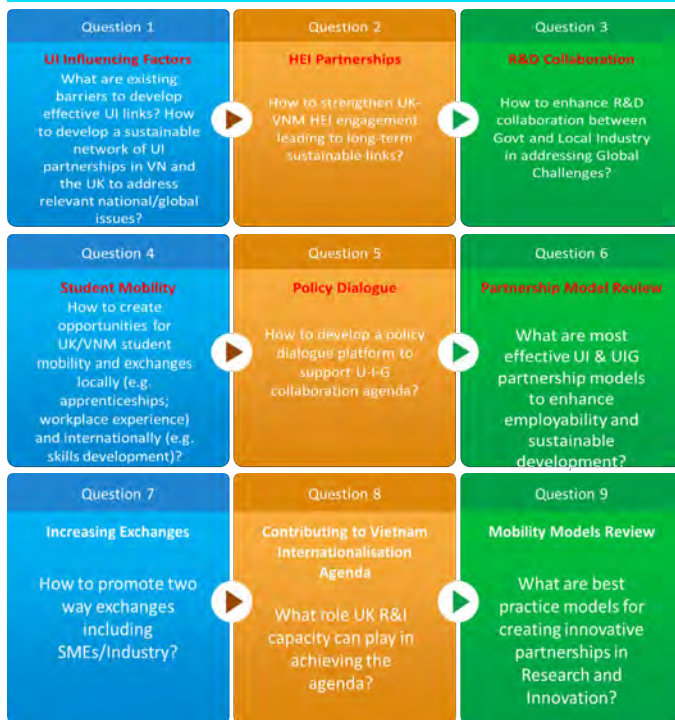 Question 1
UI Influencing Factors
What are existing
barriers to develop
effective UI links? How
to develop a sustainable
network of UI
partnerships in VN and
the UK to address
relevant national/global
issues?
Question 2
HEI Partnerships
How to strengthen UK-
VNM HEI engagement
leading to long-term
sustainable links?
Question 3
R&D Collaboration
How to enhance R&D
collaboration between
Govt and Local Industry
in addressing Global
Challenges?
Question 4
Student Mobility
How to create
opportunities for
UK/VNM student
mobility and exchanges
locally (e.g.
apprenticeships;
workplace experience)
and internationally (e.g.
skills development)?
Question 5
Policy Dialogue
How to develop a policy
dialogue platform to
support U-I-G
collaboration agenda?
Question 6
Partnership Model Review
What are most
effective UI & UIG
partnership models
to enhance
employability and
sustainable
development?
Question 7
Increasing Exchanges
How to promote two
way exchanges
including
SMEs/Industry?
Question 8
Contributing to Vietnam
Internationalisation
Agenda
What role UK R&I
capacity can play in
achieving the
agenda?
Question 9
Mobility Models Review
What are best
practice models for
creating innovative
partnerships in
Research and
Innovation?